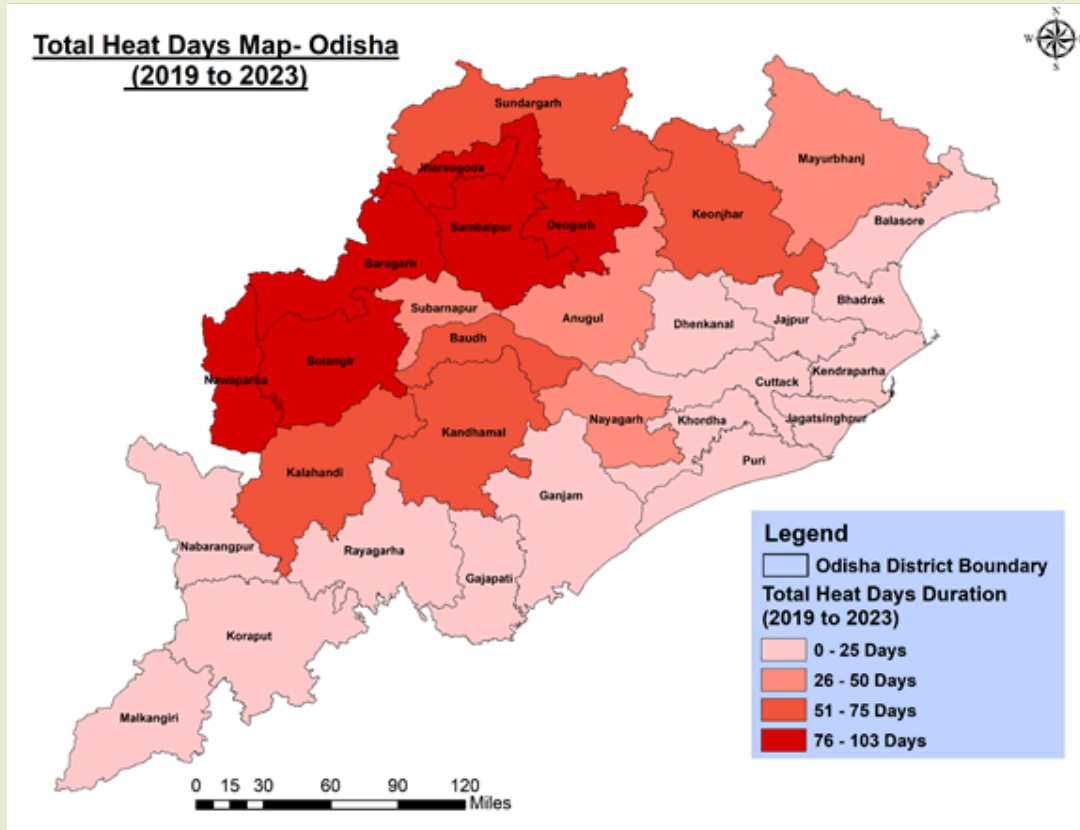 Total Heat Days Map- Odisha
(2019 to 2023)
N
W
S
Sundargarh
Jharsugoda
Mayurbhanj
Keonjhar
Balasore
Sambalpur
Deogarh
Baragarh
Bhadrak
Subarnapur
Anugul
Dhenkanal
Jajpur
Baudh
Bolangir
Nawapartha
Kendraparha
Cuttack
Nayagarh
Khordha
Jagatsinghpur
Kandhamal
Puri
Kalahandi
Ganjam
Nabarangpur
Rayagarha
Gajapati
Koraput
Malkangiri
Legend
Odisha District Boundary
Total Heat Days Duration
(2019 to 2023)
0 - 25 Days
26 - 50 Days
51 - 75 Days
76 - 103 Days
0 15 30 60 90 120
Miles